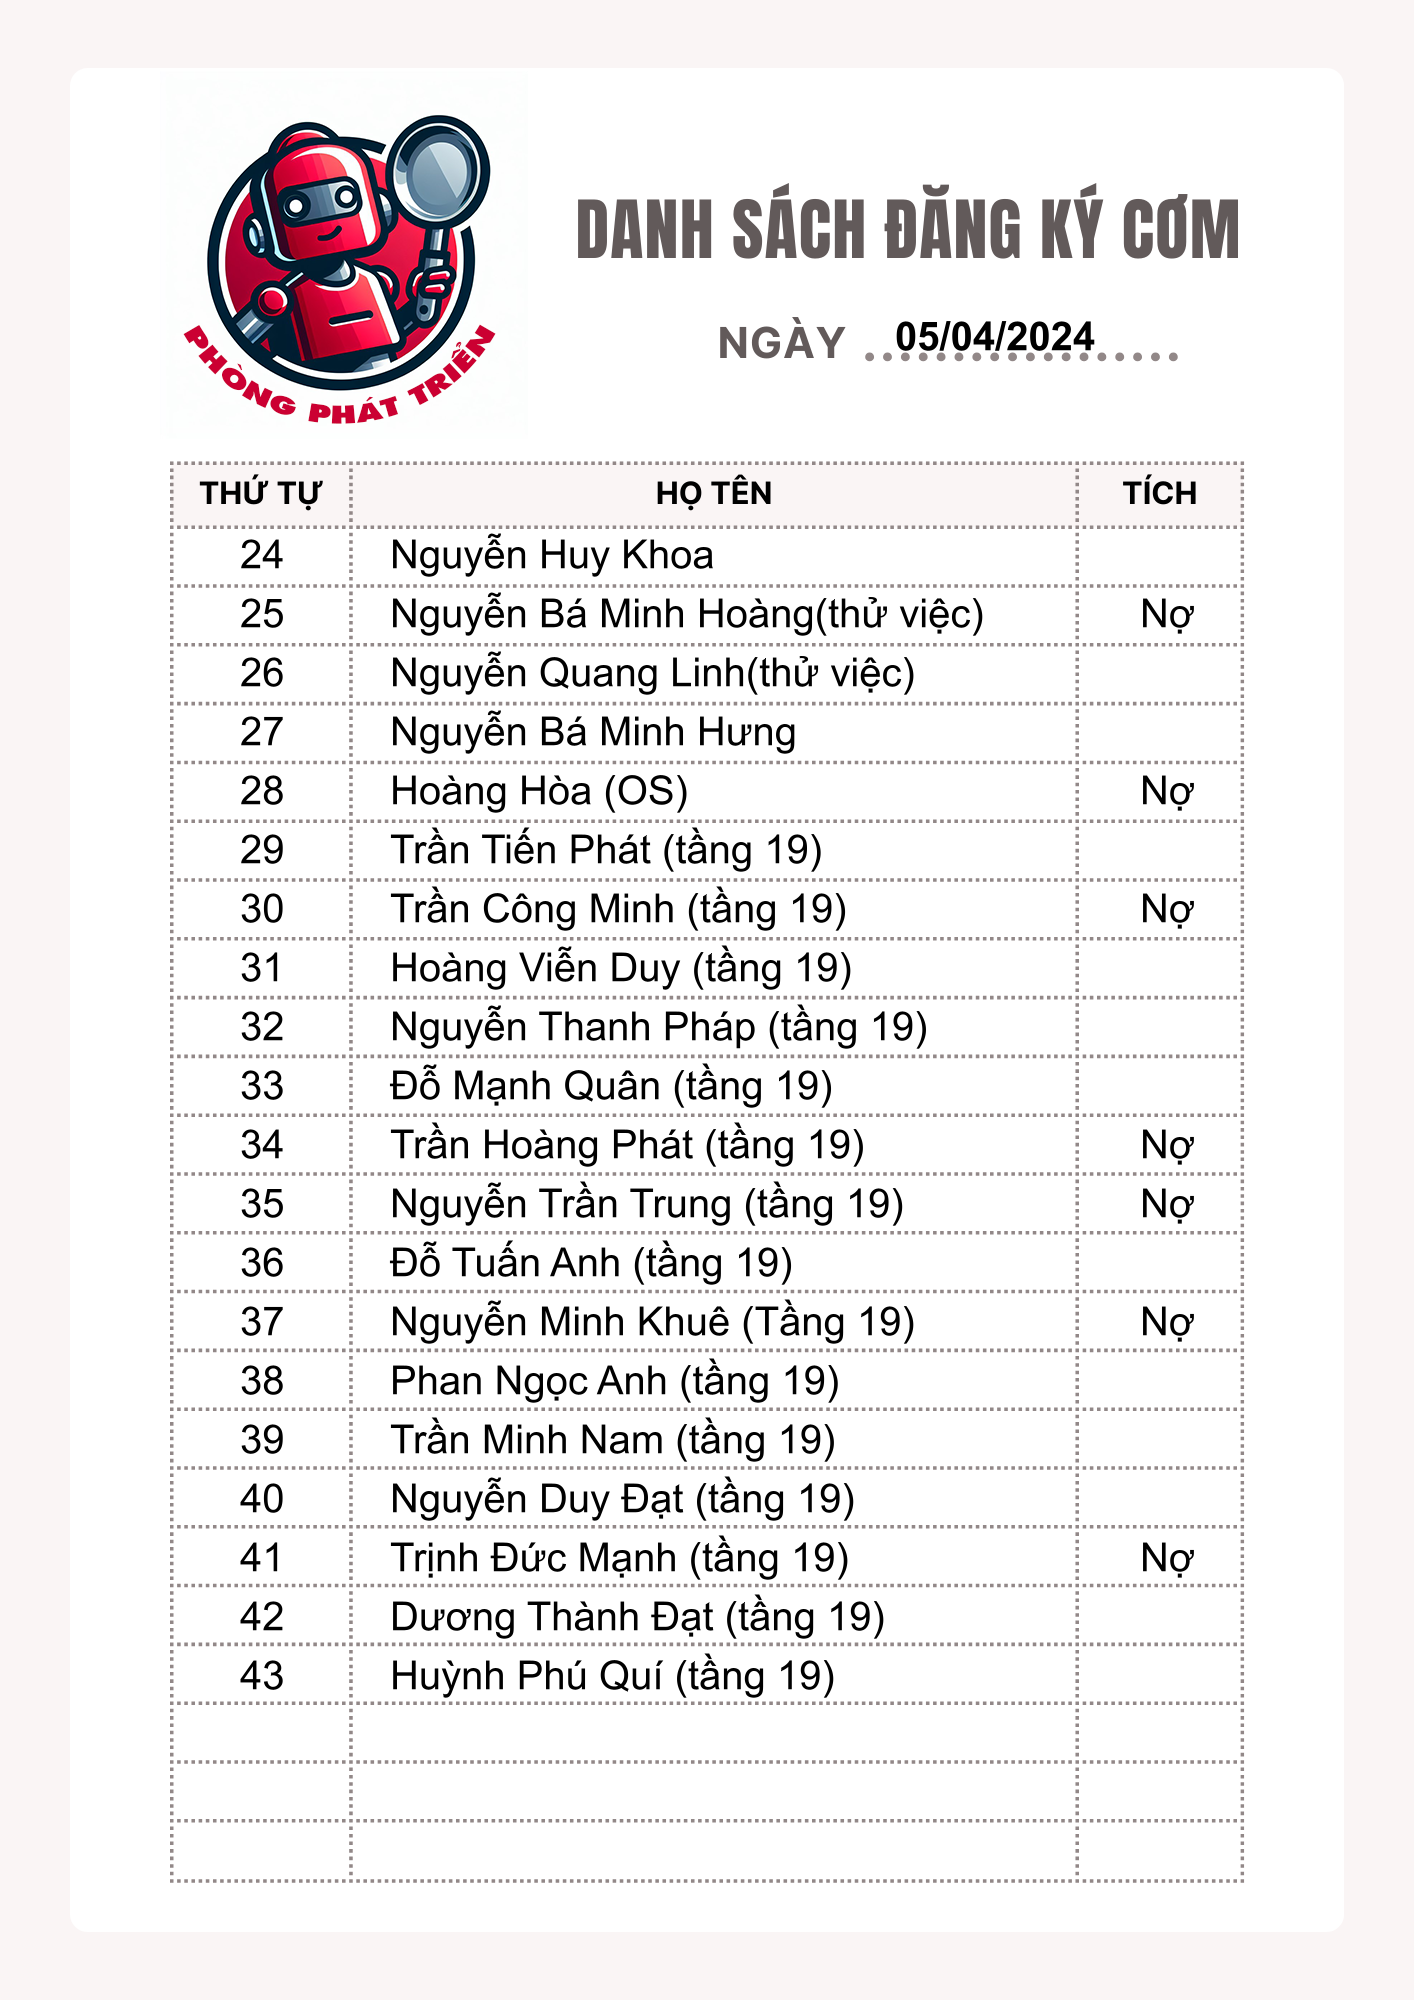 PHÒNG PHÁT TRIỂN
DANH SÁCH ĐĂNG KÝ CƠM
NGÀY 05/04/2024
THỨ TỰ HỌ TÊN TÍCH
24 Nguyễn Huy Khoa
25 Nguyễn Bá Minh Hoàng(thử việc) Nợ
26 Nguyễn Quang Linh(thử việc)
27 Nguyễn Bá Minh Hưng
28 Hoàng Hòa (OS) Nợ
29 Trần Tiến Phát (tầng 19)
30 Trần Công Minh (tầng 19) Nợ
31 Hoàng Viễn Duy (tầng 19)
32 Nguyễn Thanh Pháp (tầng 19)
33 Đỗ Mạnh Quân (tầng 19)
34 Trần Hoàng Phát (tầng 19) Nợ
35 Nguyễn Trần Trung (tầng 19) Nợ
36 Đỗ Tuấn Anh (tầng 19)
37 Nguyễn Minh Khuê (Tầng 19) Nợ
38 Phan Ngọc Anh (tầng 19)
39 Trần Minh Nam (tầng 19)
40 Nguyễn Duy Đạt (tầng 19)
41 Trịnh Đức Mạnh (tầng 19) Nợ
42 Dương Thành Đạt (tầng 19)
43 Huỳnh Phú Quí (tầng 19)